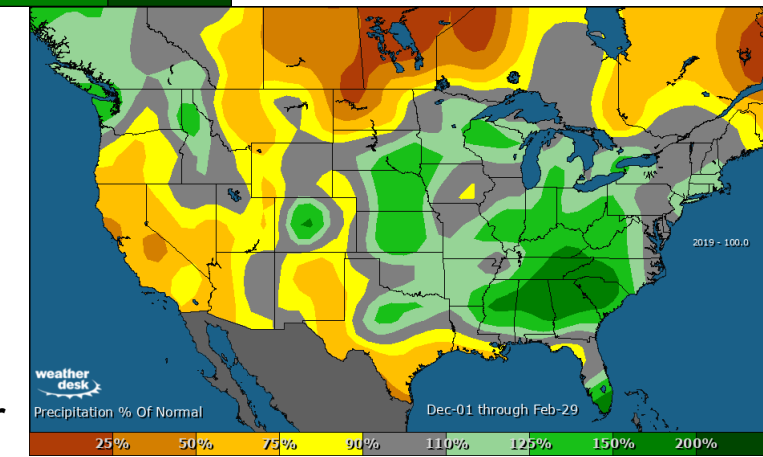 2019 - 100.0
weather
desk
Precipitation % Of Normal
Dec-01 through Feb-29
25% 50% 75% 90% 110% 125% 150% 200%